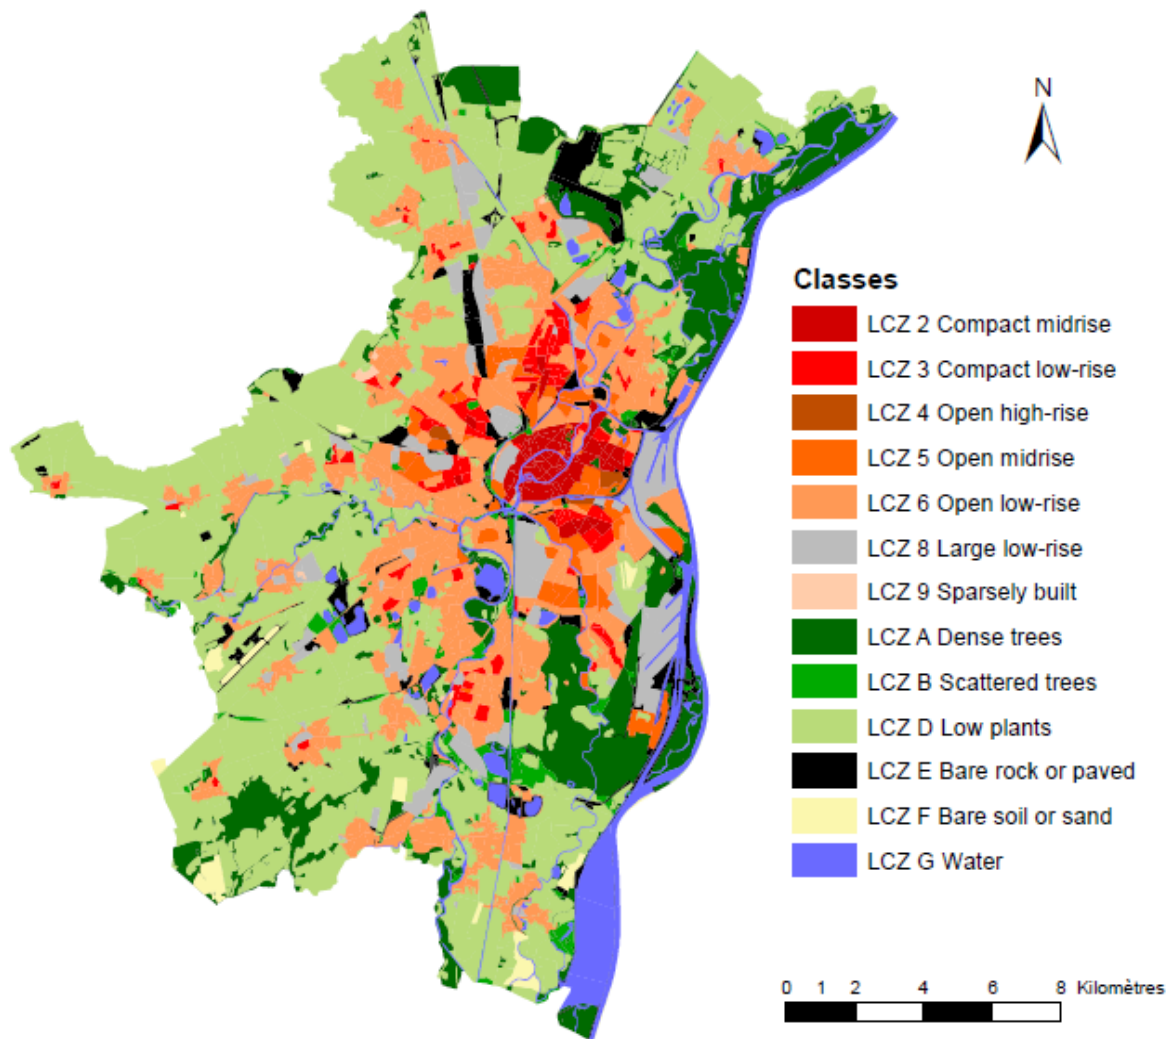 N
Classes
LCZ 2 Compact midrise
LCZ 3 Compact low-rise
LCZ 4 Open high-rise
LCZ 5 Open midrise
LCZ 6 Open low-rise
LCZ 8 Large low-rise
LCZ 9 Sparsely built
LCZ A Dense trees
LCZ B Scattered trees
LCZ D Low plants
LCZ E Bare rock or paved
LCZ F Bare soil or sand
LCZ G Water
0 1 2 4 6 8 Kilomètres